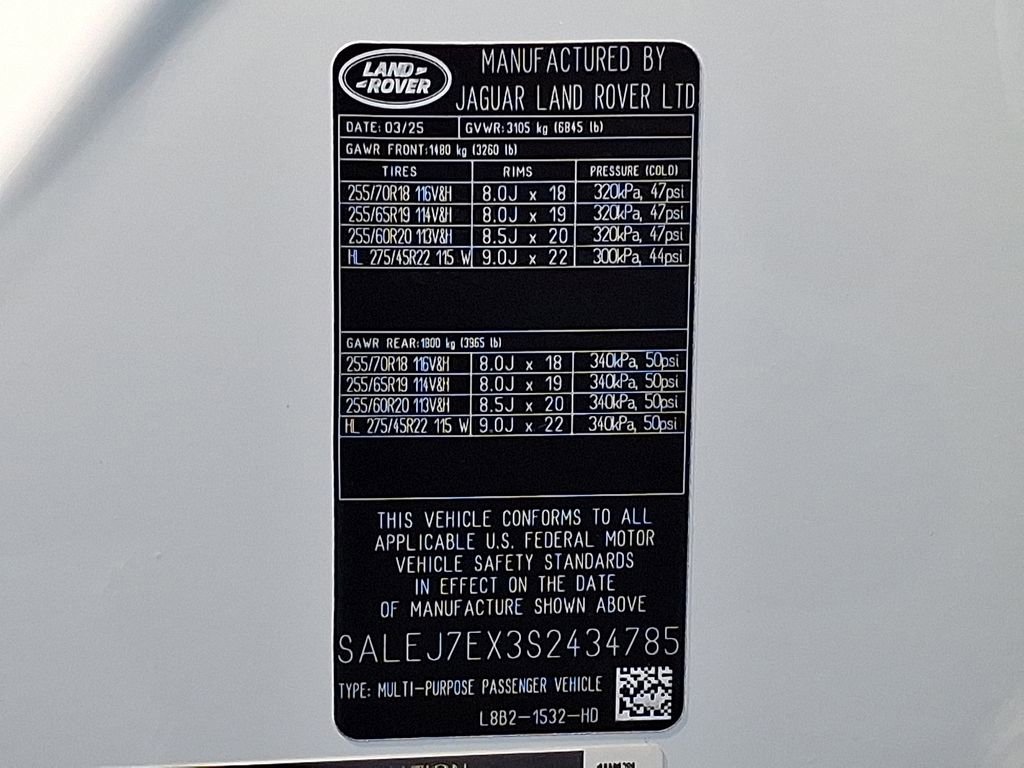 LAND ROVER
MANUFACTURED BY
JAGUAR LAND ROVER LTD
DATE: 03/25 GVWR: 3105 kg (6845 lb)
GAWR FRONT: 1480 kg (3260 lb)
TIRES RIMS PRESSURE (COLD)
255/70R18 116V&H 8.0J x 18 320kPa, 47psi
255/65R19 114V&H 8.0J x 19 320kPa, 47psi
255/60R20 113V&H 8.5J x 20 320kPa, 47psi
HL 275/45R22 115 W 9.0J x 22 300kPa, 44psi
GAWR REAR: 1800 kg (3965 lb)
255/70R18 116V&H 8.0J x 18 340kPa, 50psi
255/65R19 114V&H 8.0J x 19 340kPa, 50psi
255/60R20 113V&H 8.5J x 20 340kPa, 50psi
HL 275/45R22 115 W 9.0J x 22 340kPa, 50psi
THIS VEHICLE CONFORMS TO ALL
APPLICABLE U.S. FEDERAL MOTOR
VEHICLE SAFETY STANDARDS
IN EFFECT ON THE DATE
OF MANUFACTURE SHOWN ABOVE
SALEJ7EX3S2434785
TYPE: MULTI-PURPOSE PASSENGER VEHICLE
L8B2-1532-HD